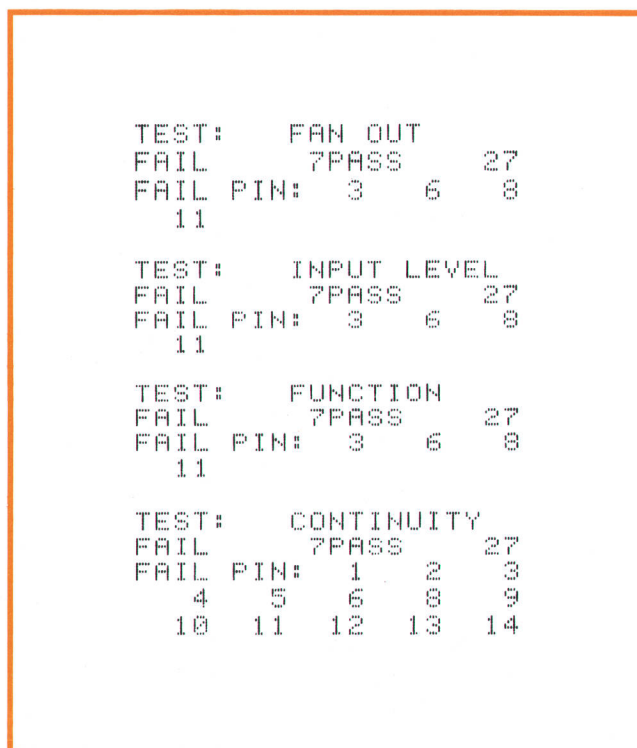 TEST: FAN OUT
FAIL 7PASS 27
FAIL PIN: 3 6 8
11
TEST: INPUT LEVEL
FAIL 7PASS 27
FAIL PIN: 3 6 8
11
TEST: FUNCTION
FAIL 7PASS 27
FAIL PIN: 3 6 8
11
TEST: CONTINUITY
FAIL 7PASS 27
FAIL PIN: 1 2 3
4 5 6 8 9
10 11 12 13 14